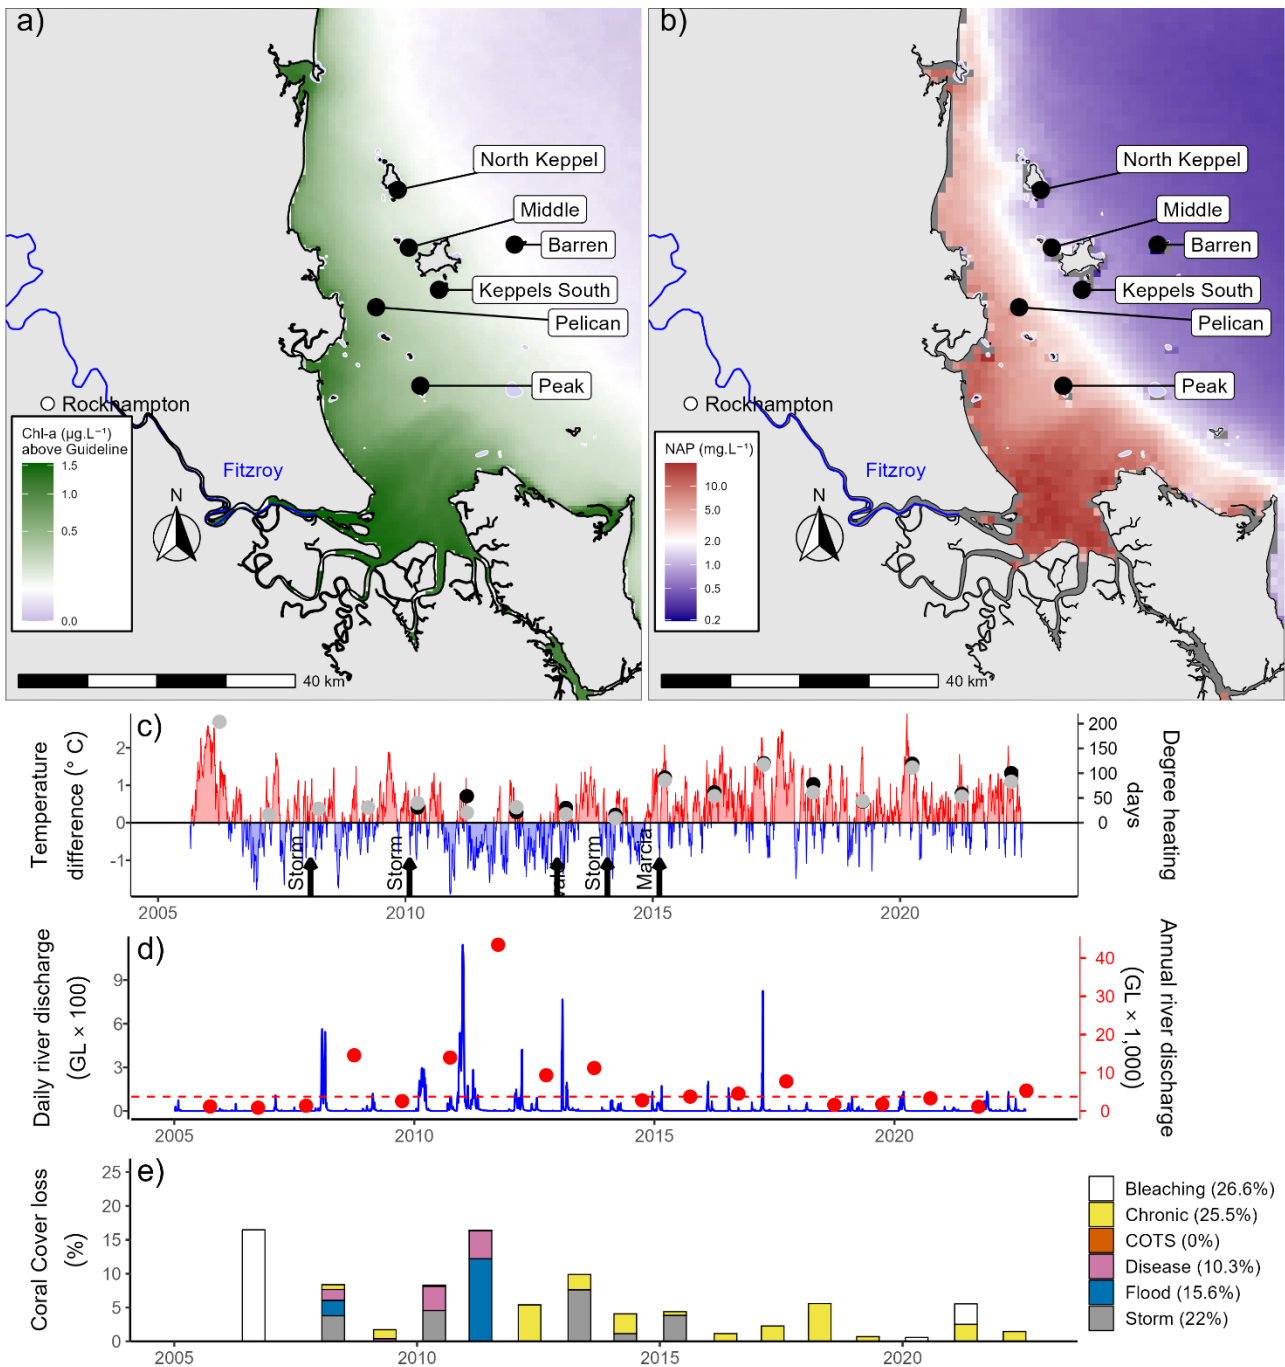 a)
North Keppel
Middle
Barren
Keppels South
Pelican
Peak
Rockhampton
Chl-a (µg.L⁻¹)
above Guideline
1.5
1.0
0.5
0.0
Fitzroy
N
40 km
b)
North Keppel
Middle
Barren
Keppels South
Pelican
Peak
Rockhampton
NAP (mg.L⁻¹)
10.0
5.0
2.0
1.0
0.5
0.2
Fitzroy
N
40 km
c)
Temperature
difference (° C)
2
1
0
-1
Storm
Storm
Storm
Marcia
200
150
100
50
0
Degree heating
days
2005
2010
2015
2020
d)
Daily river discharge
(GL × 100)
9
6
3
0
40
30
20
10
0
Annual river discharge
(GL × 1,000)
2005
2010
2015
2020
e)
Coral Cover loss
(%)
25
20
15
10
5
0
2005
2010
2015
2020
Bleaching (26.6%)
Chronic (25.5%)
COTS (0%)
Disease (10.3%)
Flood (15.6%)
Storm (22%)